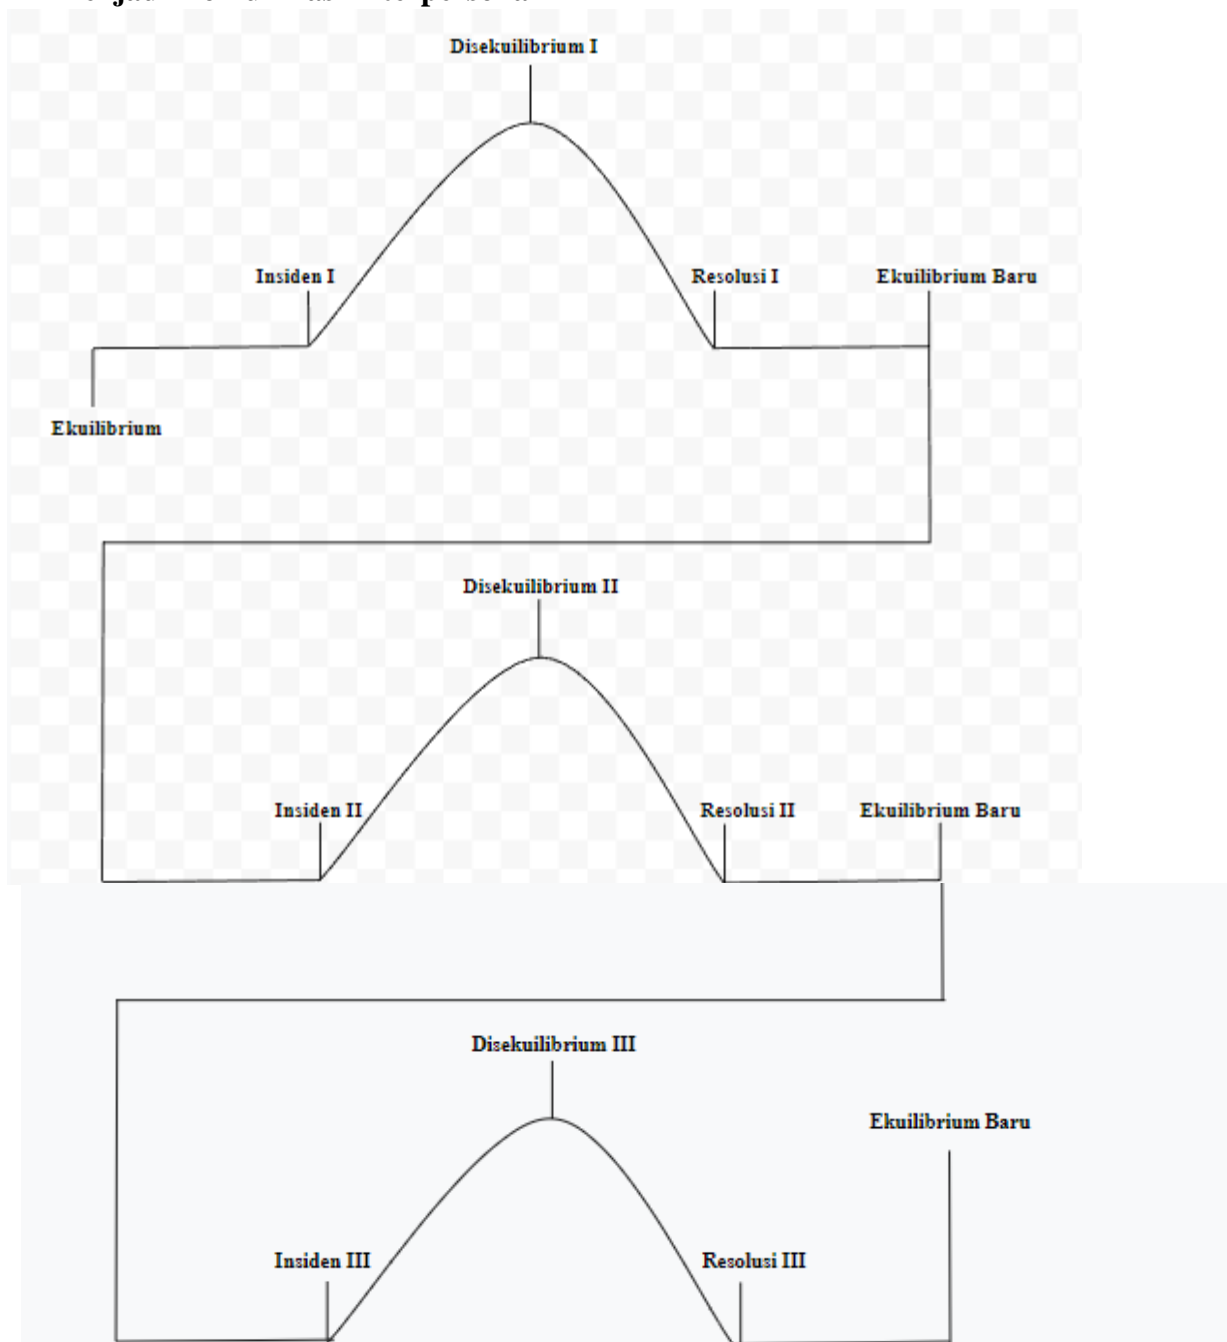 Disekuilibrium I
Insiden I
Resolusi I
Ekuilibrium Baru
Ekuilibrium
Disekuilibrium II
Insiden II
Resolusi II
Ekuilibrium Baru
Disekuilibrium III
Ekuilibrium Baru
Insiden III
Resolusi III